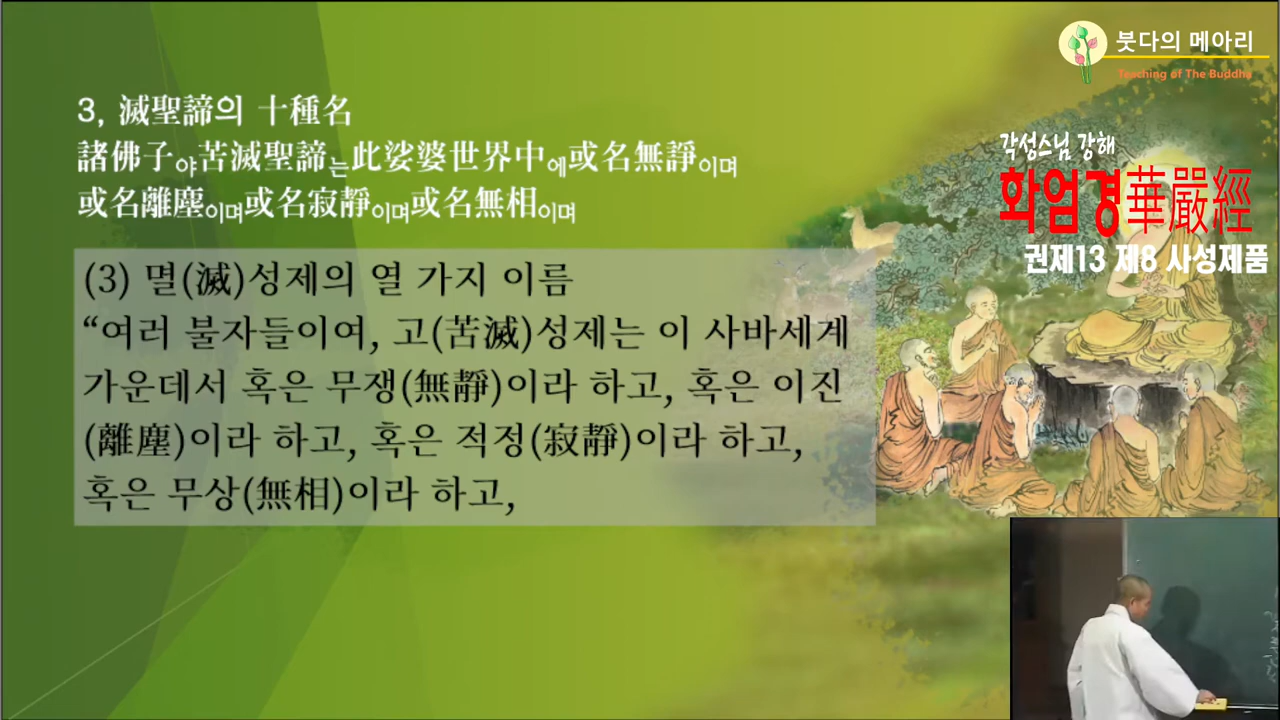 붓다의 메아리
Teaching of The Buddha
각성스님 강해
화엄경華嚴經
권제13 제8 사성제품
3, 滅聖諦의 十種名
諸佛子야苦滅聖諦는此娑婆世界中에或名無諍이며
或名離塵이며或名寂靜이며或名無相이며
(3) 멸(滅)성제의 열 가지 이름
“여러 불자들이여, 고(苦滅)성제는 이 사바세계
가운데서 혹은 무쟁(無靜)이라 하고, 혹은 이진
(離塵)이라 하고, 혹은 적정(寂靜)이라 하고,
혹은 무상(無相)이라 하고,